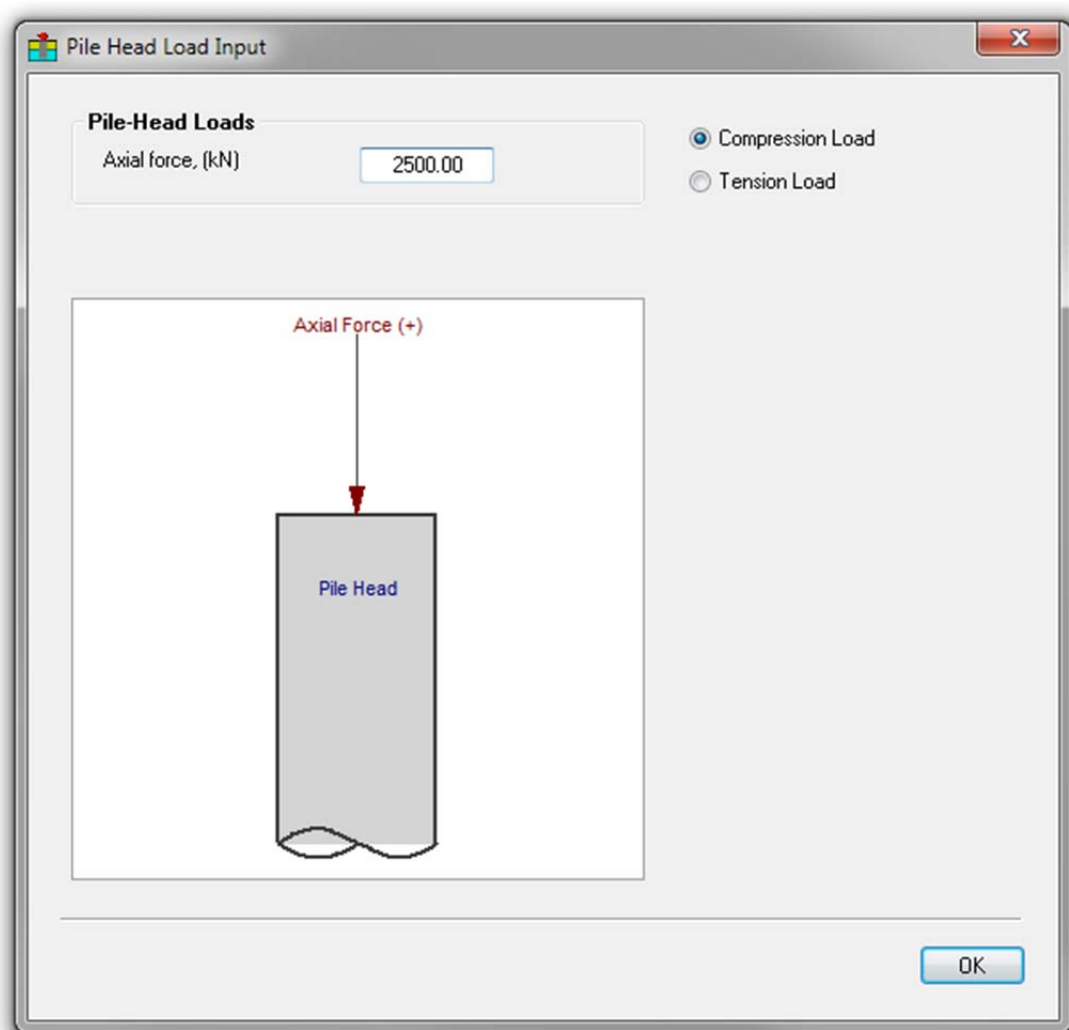 Pile Head Load Input
Pile-Head Loads
Axial force, (kN)
2500.00
Compression Load
Tension Load
Axial Force (+)
Pile Head
OK